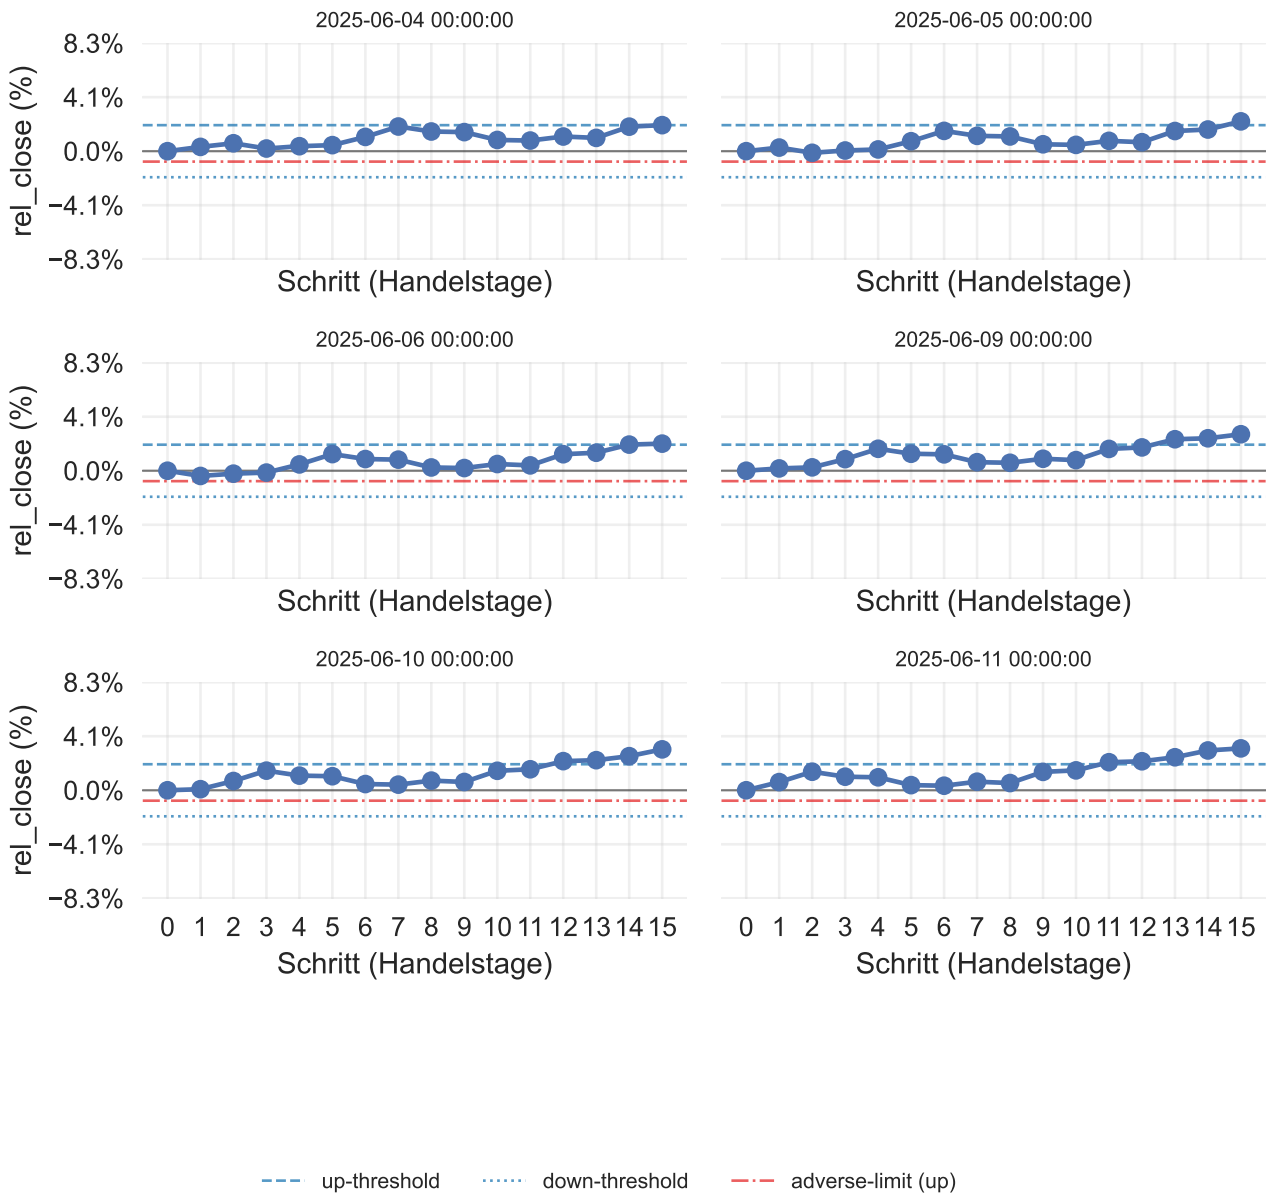 2025-06-04 00:00:00
2025-06-05 00:00:00
rel_close (%)
8.3%
4.1%
0.0%
−4.1%
−8.3%
Schritt (Handelstage)
Schritt (Handelstage)
2025-06-06 00:00:00
2025-06-09 00:00:00
rel_close (%)
8.3%
4.1%
0.0%
−4.1%
−8.3%
Schritt (Handelstage)
Schritt (Handelstage)
2025-06-10 00:00:00
2025-06-11 00:00:00
rel_close (%)
8.3%
4.1%
0.0%
−4.1%
−8.3%
0 1 2 3 4 5 6 7 8 9 10 11 12 13 14 15
0 1 2 3 4 5 6 7 8 9 10 11 12 13 14 15
Schritt (Handelstage)
Schritt (Handelstage)
up-threshold
down-threshold
adverse-limit (up)